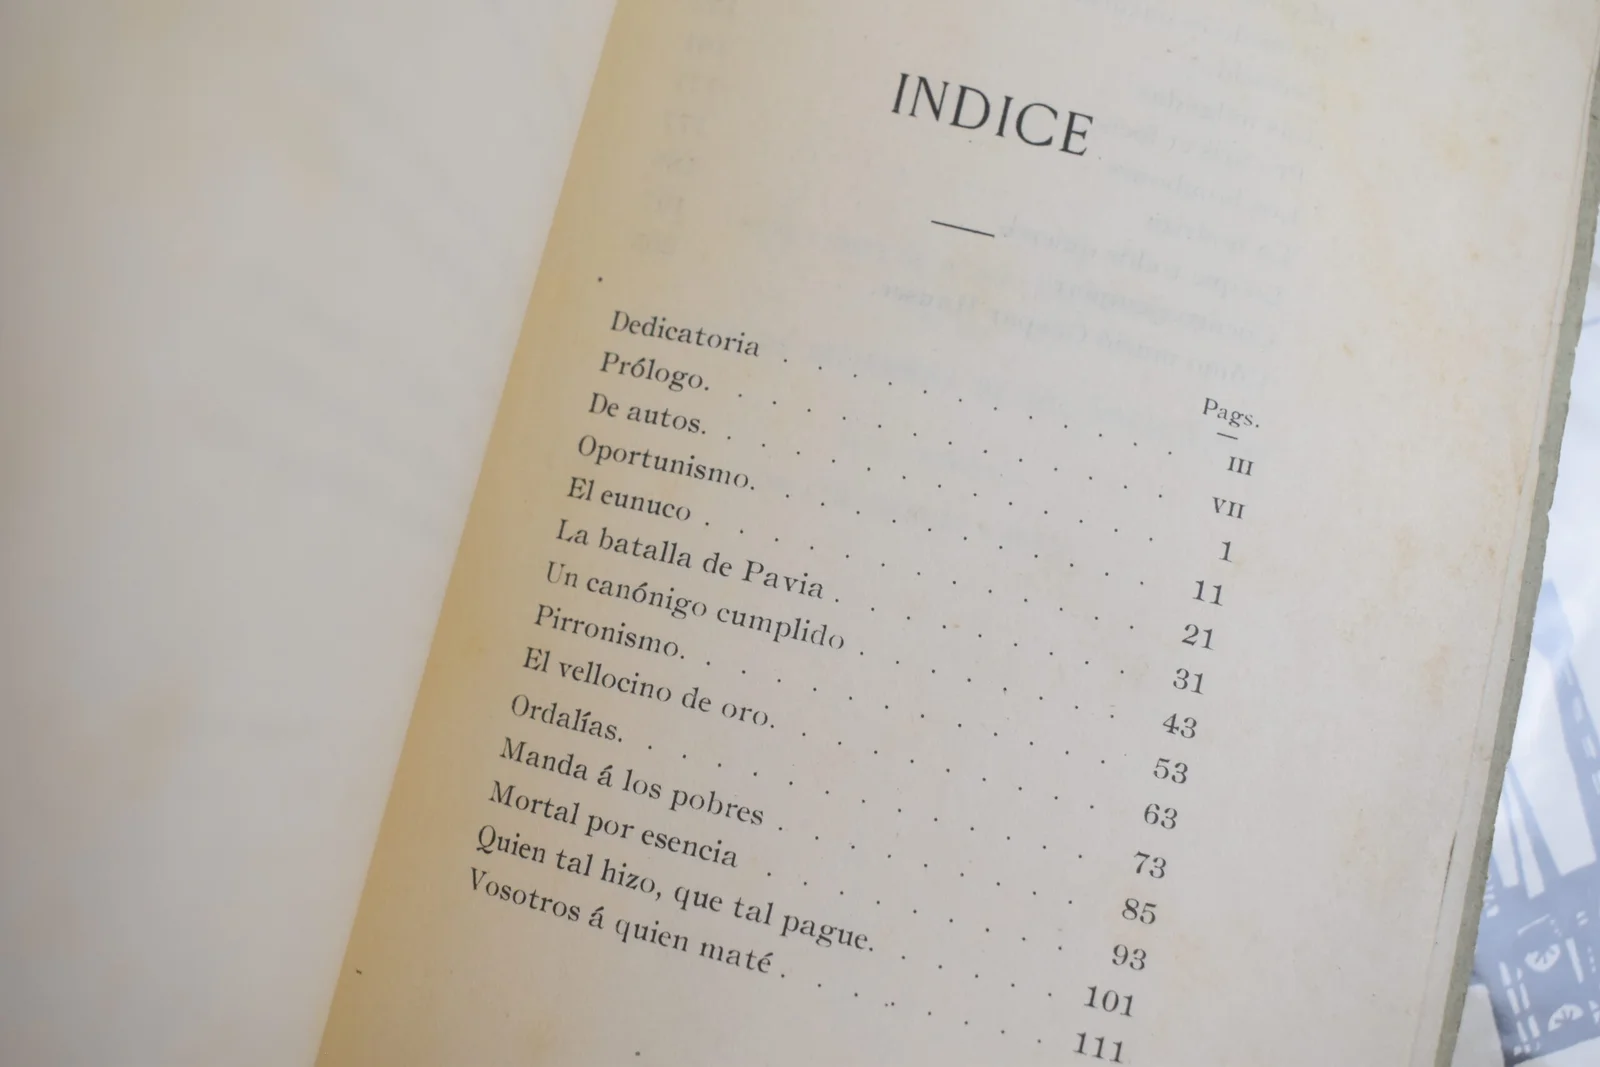 INDICE
Pags.
Dedicatoria . . . . . . . . . . . III
Prólogo. . . . . . . . . . . . . VII
De autos. . . . . . . . . . . . . 1
Oportunismo. . . . . . . . . . . 11
El eunuco . . . . . . . . . . . . 21
La batalla de Pavia . . . . . . . . 31
Un canónigo cumplido . . . . . . . 43
Pirronismo. . . . . . . . . . . . 53
El vellocino de oro. . . . . . . . . 63
Ordalías. . . . . . . . . . . . . 73
Manda á los pobres . . . . . . . . 85
Mortal por esencia . . . . . . . . 93
Quien tal hizo, que tal pague. . . . . . 101
Vosotros á quien maté . . . . . . . 111